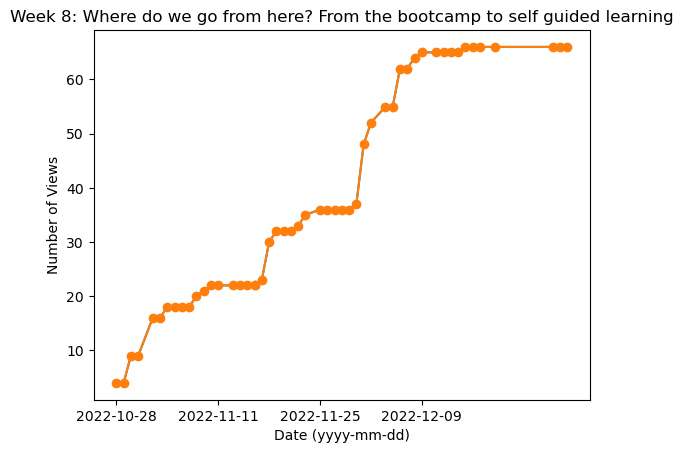 Week 8: Where do we go from here? From the bootcamp to self guided learning
60
50
40
30
20
10
Number of Views
2022-10-28 2022-11-11 2022-11-25 2022-12-09
Date (yyyy-mm-dd)